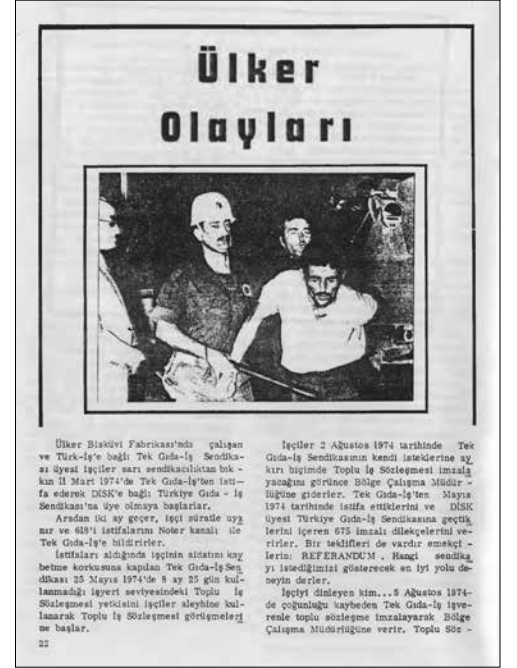 Ülker
Olayları
Ülker Bisküvi Fabrikası'nda çalışan
ve Türk-İş'e bağlı Tek Gıda-İş Sendika-
ası üyesi işçiler sarı sendikacılıktan bık -
kın 11 Mart 1974'de Tek Gıda-İş'ten isti-
fa ederek DİSK'e bağlı Türkiye Gıda - İş
Sendikası'na üye olmaya başlarlar.
Aradan iki ay geçer, işçi süratle uya
nır ve 618'i istifalarını Noter kanalı ile
Tek Gıda-İş'e bildirirler.
İstifaları aldığında işçinin aidatını kay
betme korkusuna kapılan Tek Gıda-İş Sen
dikası 25 Mayıs 1974'de 8 ay 25 gün kul-
lanmadığı işyeri seviyesindeki Toplu İş
Sözleşmesi yetkisini işçiler aleyhine kul-
lanarak Toplu İş Sözleşmesi görüşmeleri
ne başlar.
22
İşçiler 2 Ağustos 1974 tarihinde Tek
Gıda-İş Sendikasının kendi isteklerine ay
kırı biçimde Toplu İş Sözleşmesi imzala
yacağını görünce Bölge Çalışma Müdür -
lüğüne giderler. Tek Gıda-İş'ten Mayıs
1974 tarihinde istifa ettiklerini ve DİSK
üyesi Türkiye Gıda-İş Sendikasına geçtik
lerini içeren 675 imzalı dilekçelerini ve-
rirler. Bir teklifleri de vardır emekçi -
lerin: REFERANDUM. Hangi sendika
yı istediğimizi gösterecek en iyi yolu de-
neyin derler.
İşçiyi dinleyen kim...5 Ağustos 1974-
de çoğunluğu kaybeden Tek Gıda-İş işve-
renle toplu sözleşme imzalayarak Bölge
Çalışma Müdürlüğüne verir. Toplu Söz -